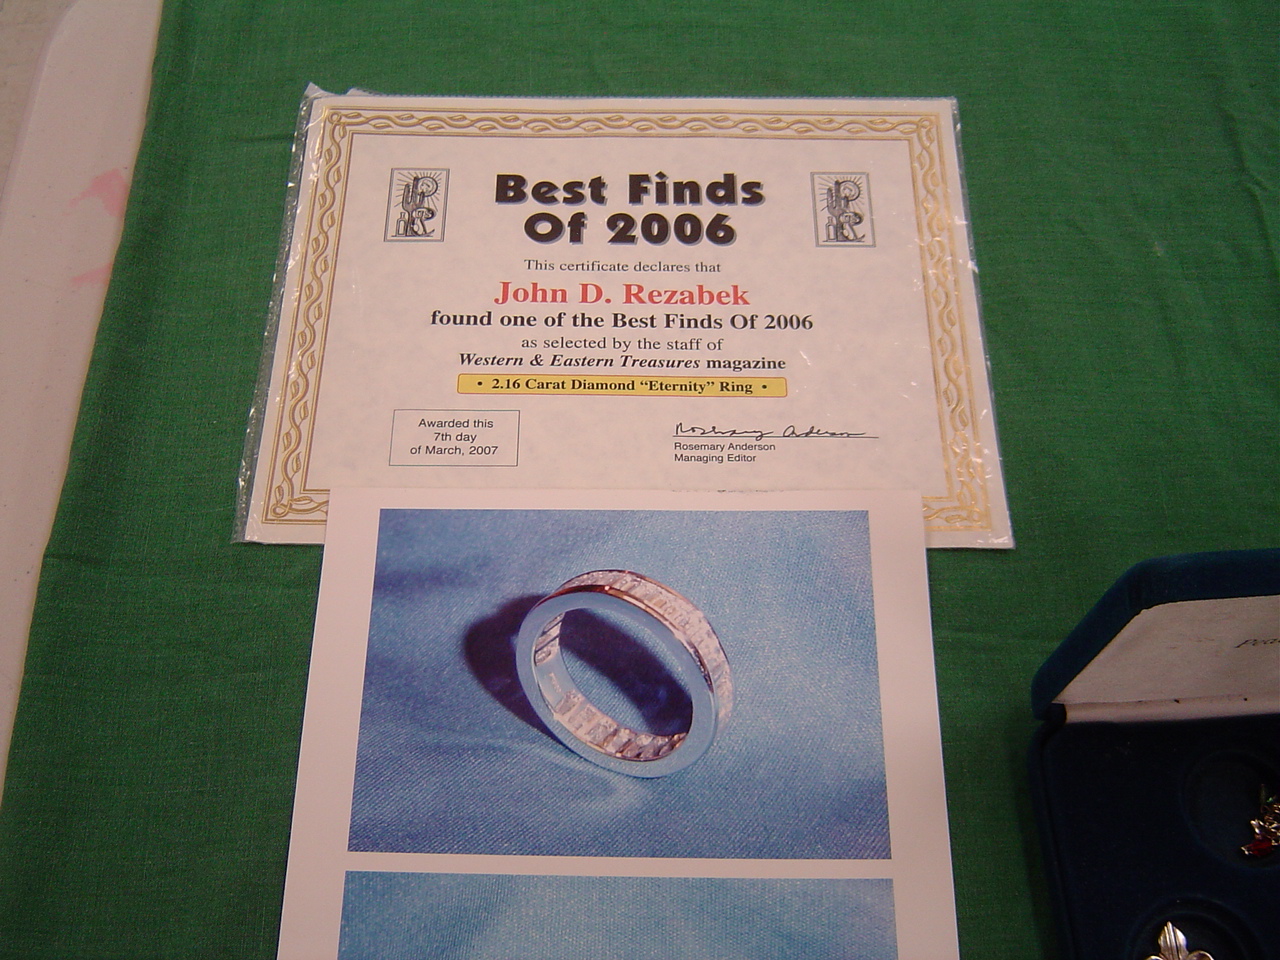 Best Finds
Of 2006
This certificate declares that
John D. Rezabek
found one of the Best Finds Of 2006
as selected by the staff of
Western & Eastern Treasures magazine
• 2.16 Carat Diamond “Eternity” Ring •
Awarded this
7th day
of March, 2007
Rosemary Anderson
Rosemary Anderson
Managing Editor